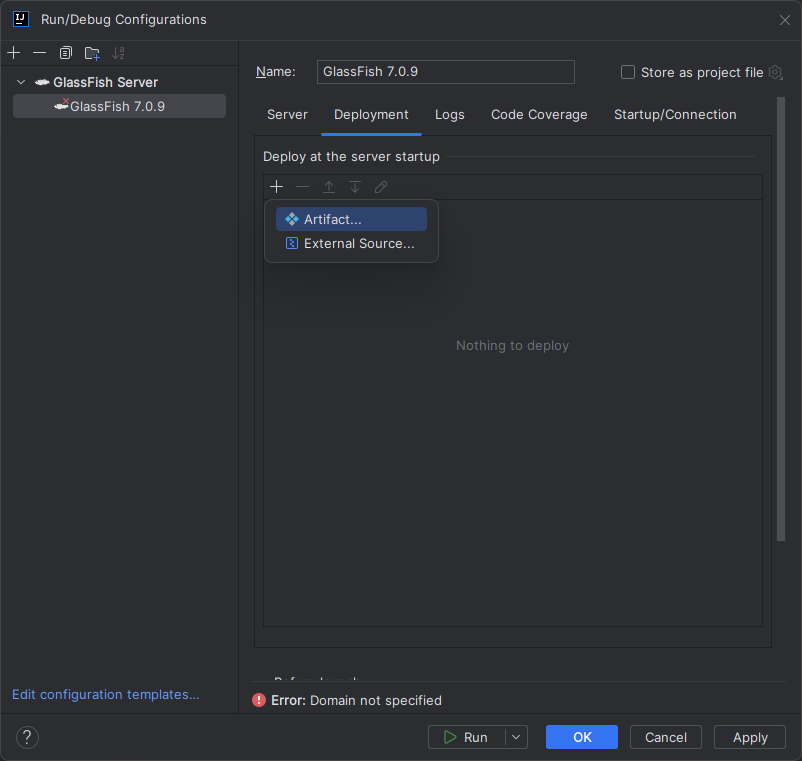 Run/Debug Configurations
GlassFish Server
GlassFish 7.0.9
Name: GlassFish 7.0.9
Store as project file
Server Deployment Logs Code Coverage Startup/Connection
Deploy at the server startup
Artifact...
External Source...
Nothing to deploy
Edit configuration templates...
Error: Domain not specified
? Run OK Cancel Apply